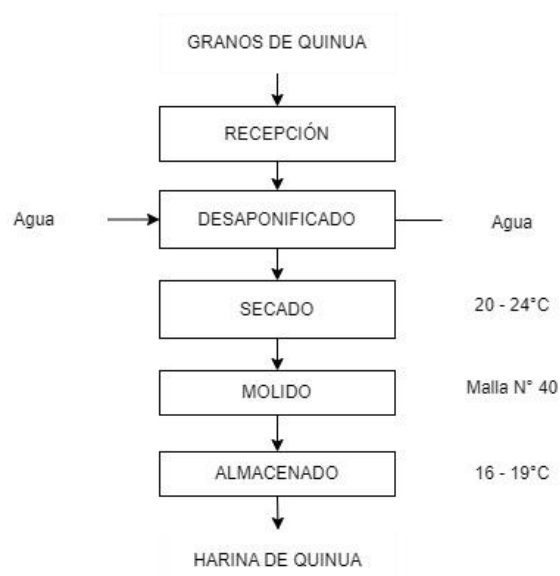 GRANOS DE QUINUA
RECEPCIÓN
Agua
DESAPONIFICADO
Agua
SECADO
20 - 24°C
MOLIDO
Malla N° 40
ALMACENADO
16 - 19°C
HARINA DE QUINUA